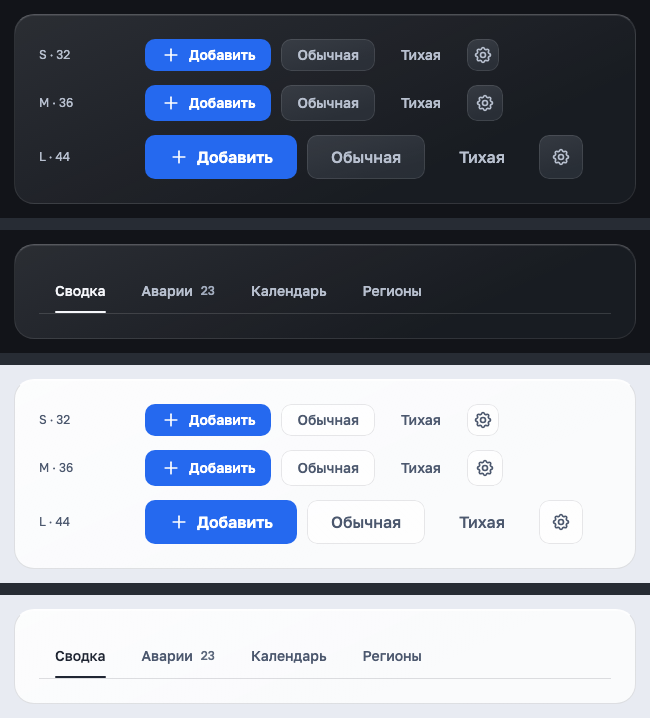 S · 32 Добавить Обычная Тихая
M · 36 Добавить Обычная Тихая
L · 44 Добавить Обычная Тихая
Сводка Аварии 23 Календарь Регионы
S · 32 Добавить Обычная Тихая
M · 36 Добавить Обычная Тихая
L · 44 Добавить Обычная Тихая
Сводка Аварии 23 Календарь Регионы